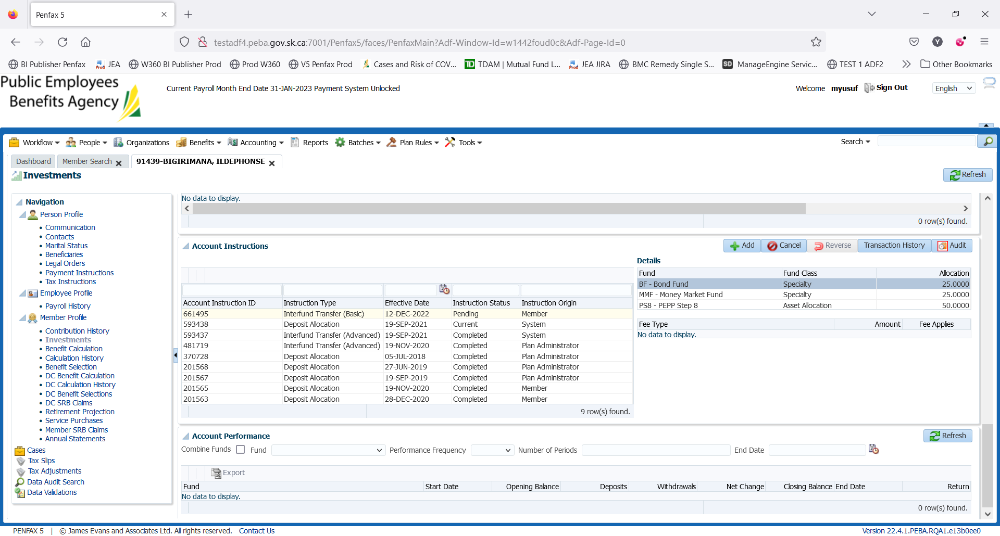 Penfax 5
testadf4.peba.gov.sk.ca:7001/Penfax5/faces/PenfaxMain?Adf-Window-Id=w1442foud0c&Adf-Page-Id=0
Y
BI Publisher Penfax JEA W360 BI Publisher Prod Prod W360 V5 Penfax Prod Cases and Risk of COV... TDAM | Mutual Fund L... JEA JIRA BMC Remedy Single S... SD ManageEngine Servic... TEST 1 ADF2 Other Bookmarks
Public Employees
Benefits Agency
Current Payroll Month End Date 31-JAN-2023 Payment System Unlocked
Welcome myusuf Sign Out English
Workflow People Organizations Benefits Accounting Reports Batches Plan Rules Tools Search
Dashboard Member Search 91439-BIGIRIMANA, ILDEPHONSE
Investments Refresh
Navigation
Person Profile
Communication
Contacts
Marital Status
Beneficiaries
Legal Orders
Payment Instructions
Tax Instructions
Employee Profile
Payroll History
Member Profile
Contribution History
Investments
Benefit Calculation
Calculation History
Benefit Selection
DC Benefit Calculation
DC Calculation History
DC Benefit Selections
DC SRB Claims
Retirement Projection
Service Purchases
Member SRB Claims
Annual Statements
Cases
Tax Slips
Tax Adjustments
Data Audit Search
Data Validations
No data to display.
0 row(s) found.
Account Instructions Add Cancel Reverse Transaction History Audit
Account Instruction ID Instruction Type Effective Date Instruction Status Instruction Origin
661495 Interfund Transfer (Basic) 12-DEC-2022 Pending Member
593438 Deposit Allocation 19-SEP-2021 Current System
593437 Interfund Transfer (Advanced) 19-SEP-2021 Completed System
481719 Interfund Transfer (Advanced) 19-NOV-2020 Completed Plan Administrator
370728 Deposit Allocation 05-JUL-2018 Completed Plan Administrator
201568 Deposit Allocation 27-JUN-2019 Completed Plan Administrator
201567 Deposit Allocation 19-SEP-2019 Completed Plan Administrator
201565 Deposit Allocation 19-NOV-2020 Completed Member
201563 Deposit Allocation 28-DEC-2020 Completed Member
9 row(s) found.
Details
Fund Fund Class Allocation
BF - Bond Fund Specialty 25.0000
MMF - Money Market Fund Specialty 25.0000
PS8 - PEPP Step 8 Asset Allocation 50.0000
Fee Type Amount Fee Applies
No data to display.
Account Performance Refresh
Combine Funds Fund Performance Frequency Number of Periods End Date
Export
Fund Start Date Opening Balance Deposits Withdrawals Net Change Closing Balance End Date Return
No data to display.
0 row(s) found.
PENFAX 5 | © James Evans and Associates Ltd. All rights reserved. Contact Us Version 22.4.1.PEBA.RQA1.e13b0ee0